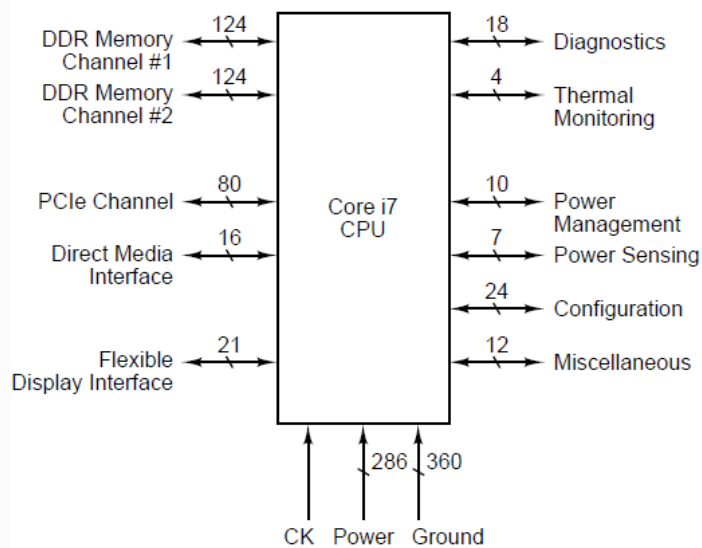 124
DDR Memory
Channel #1
124
DDR Memory
Channel #2
80
PCIe Channel
16
Direct Media
Interface
21
Flexible
Display Interface
Core i7
CPU
18
Diagnostics
4
Thermal
Monitoring
10
Power
Management
7
Power Sensing
24
Configuration
12
Miscellaneous
286 360
CK Power Ground